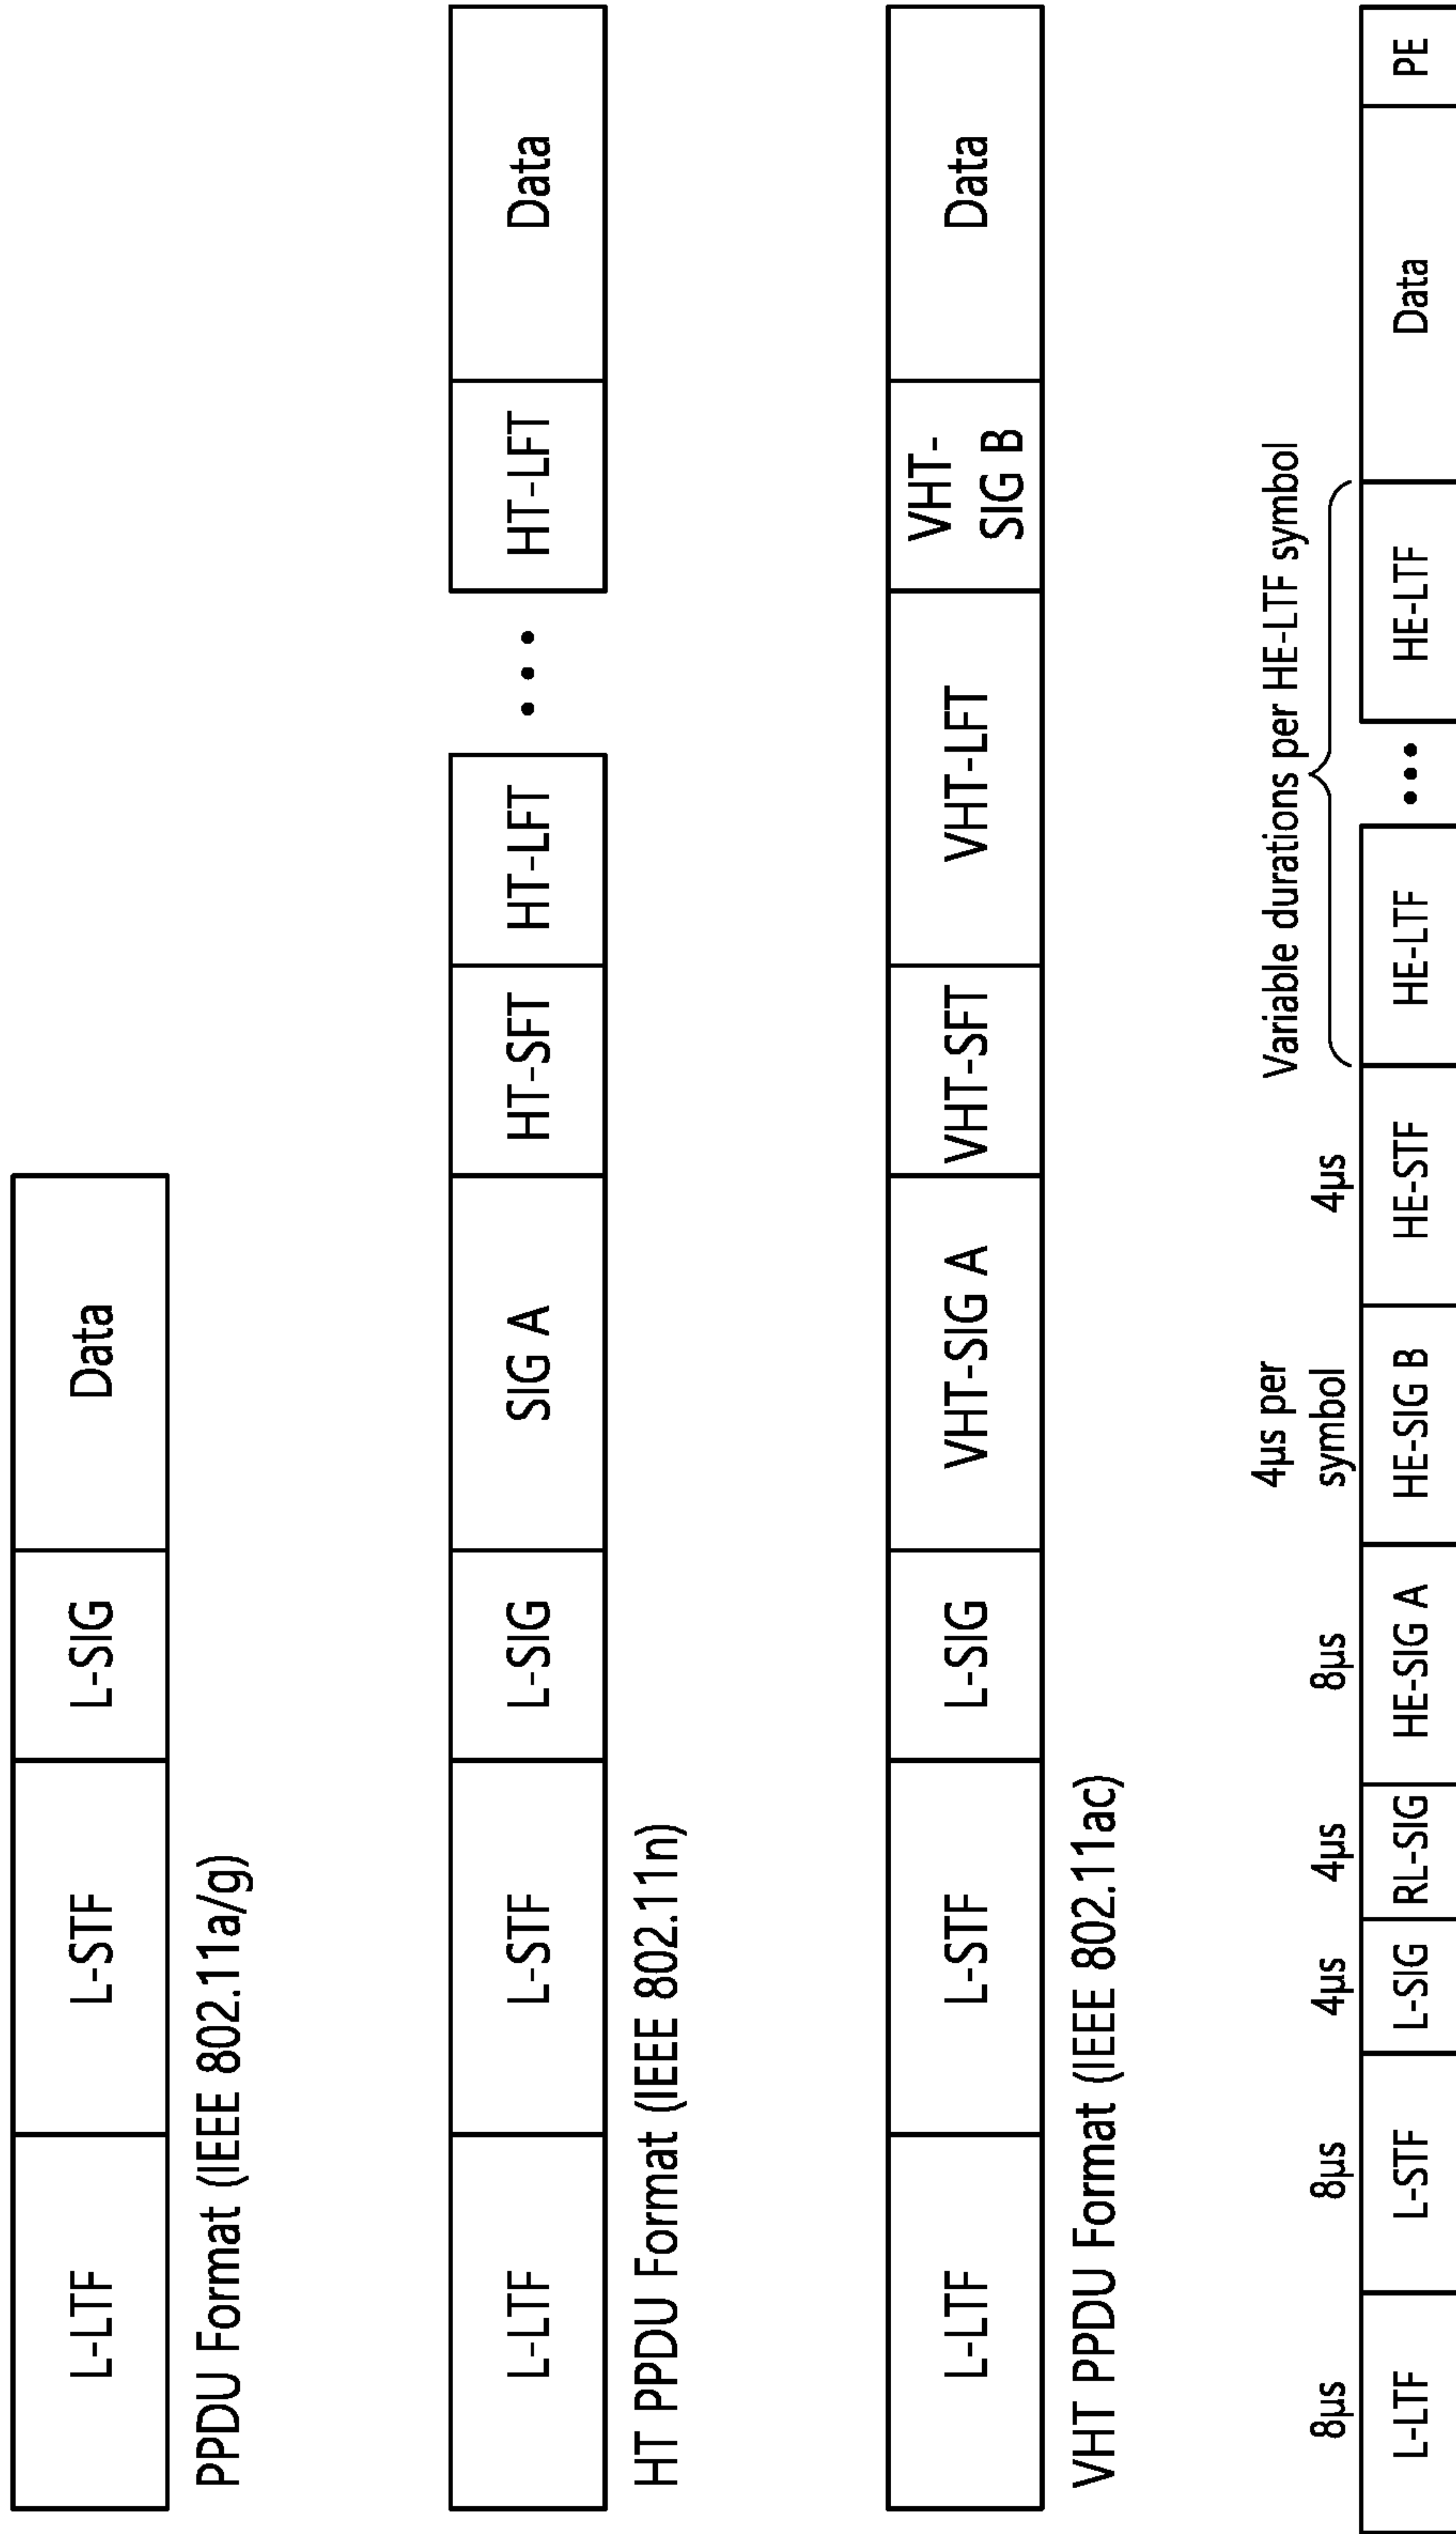 L-LTF L-STF L-SIG Data
PPDU Format (IEEE 802.11a/g)
L-LTF L-STF L-SIG SIG A HT-SFT HT-LFT ••• HT-LFT Data
HT PPDU Format (IEEE 802.11n)
L-LTF L-STF L-SIG VHT-SIG A VHT-SFT VHT-LFT VHT-
SIG B Data
VHT PPDU Format (IEEE 802.11ac)
4μs per Variable durations per HE-LTF symbol
8μs 8μs 4μs 4μs 8μs symbol 4μs
L-LTF L-STF L-SIG RL-SIG HE-SIG A HE-SIG B HE-STF HE-LTF ••• HE-LTF Data PE